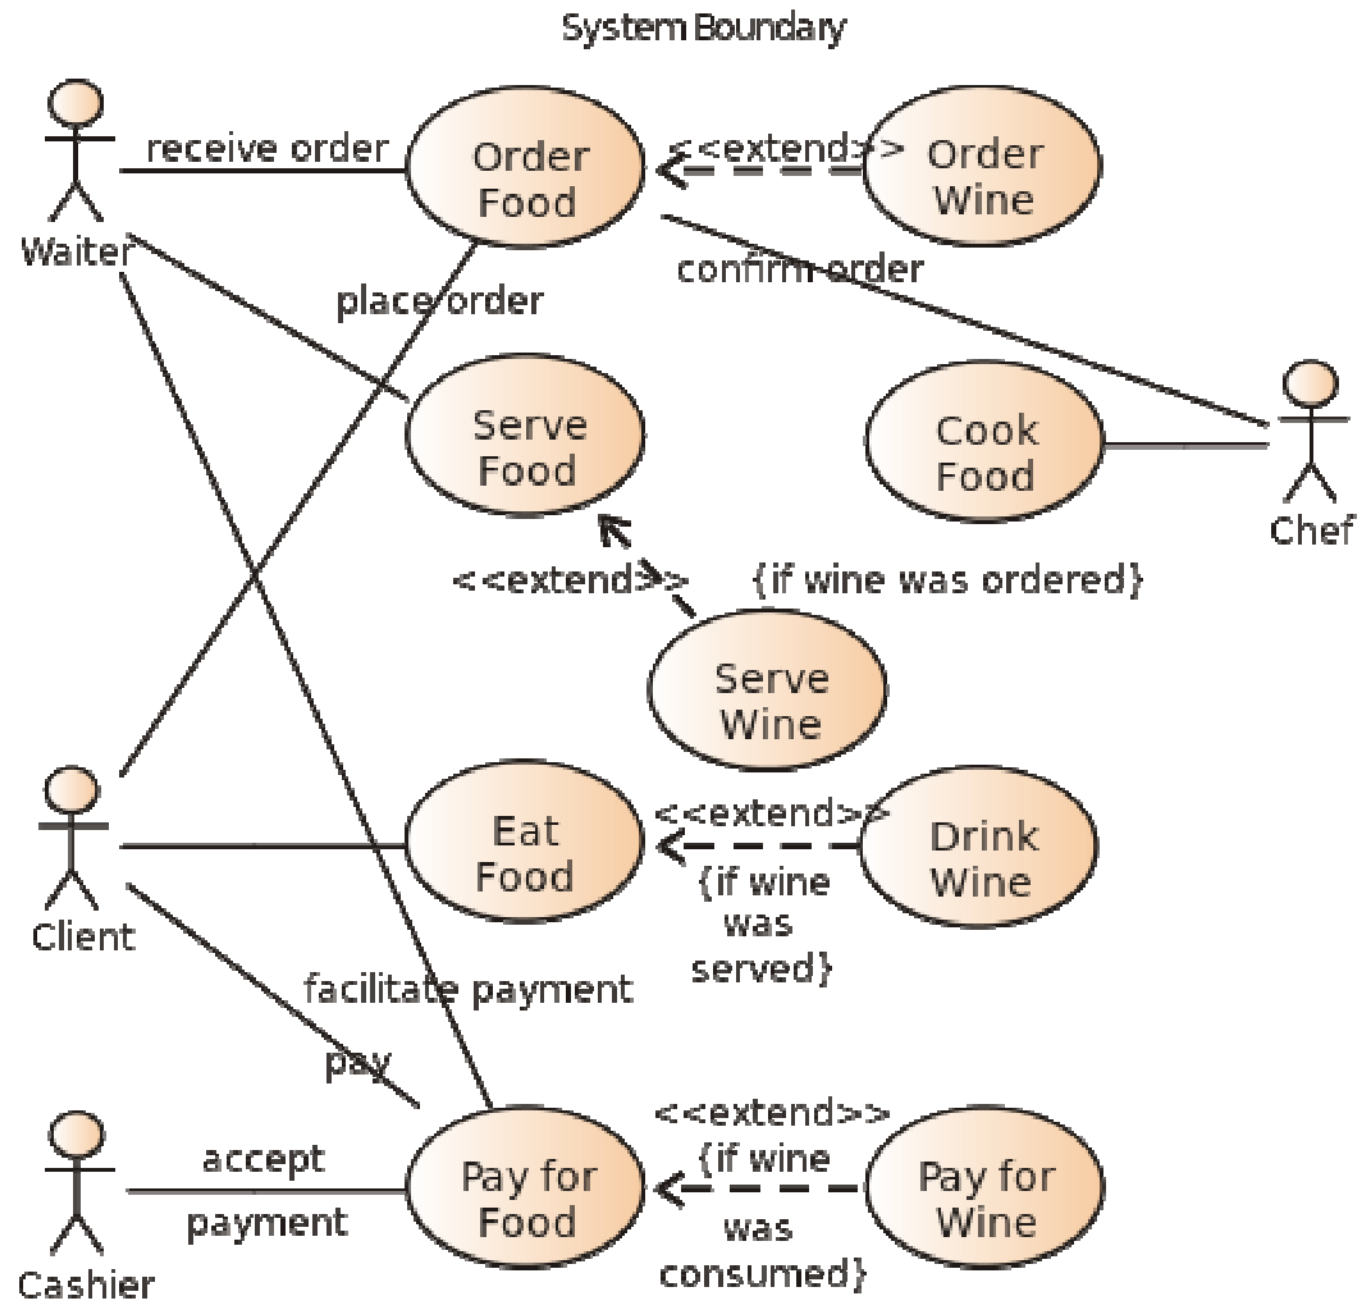 System Boundary
receive order
Order
Food
<<extend>>
Order
Wine
Waiter
confirm order
place order
Serve
Food
Cook
Food
Chef
<<extend>>
{if wine was ordered}
Serve
Wine
Eat
Food
<<extend>>
{if wine
was
served}
Drink
Wine
Client
facilitate payment
pay
accept
payment
Pay for
Food
<<extend>>
{if wine
was
consumed}
Pay for
Wine
Cashier